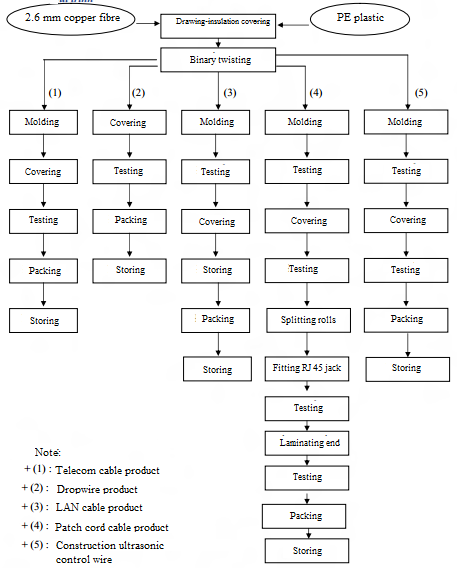 2.6 mm copper fibre
Drawing-insulation covering
PE plastic
Binary twisting
(1) (2) (3) (4) (5)
Molding Covering Molding Molding Molding
Covering Testing Testing Testing Testing
Testing Packing Covering Covering Covering
Packing Storing Storing Testing Testing
Storing Packing Splitting rolls Packing
Storing Fitting RJ 45 jack Storing
Testing
Laminating end
Testing
Packing
Storing
Note:
+ (1) : Telecom cable product
+ (2) : Dropwire product
+ (3) : LAN cable product
+ (4) : Patch cord cable product
+ (5) : Construction ultrasonic
control wire